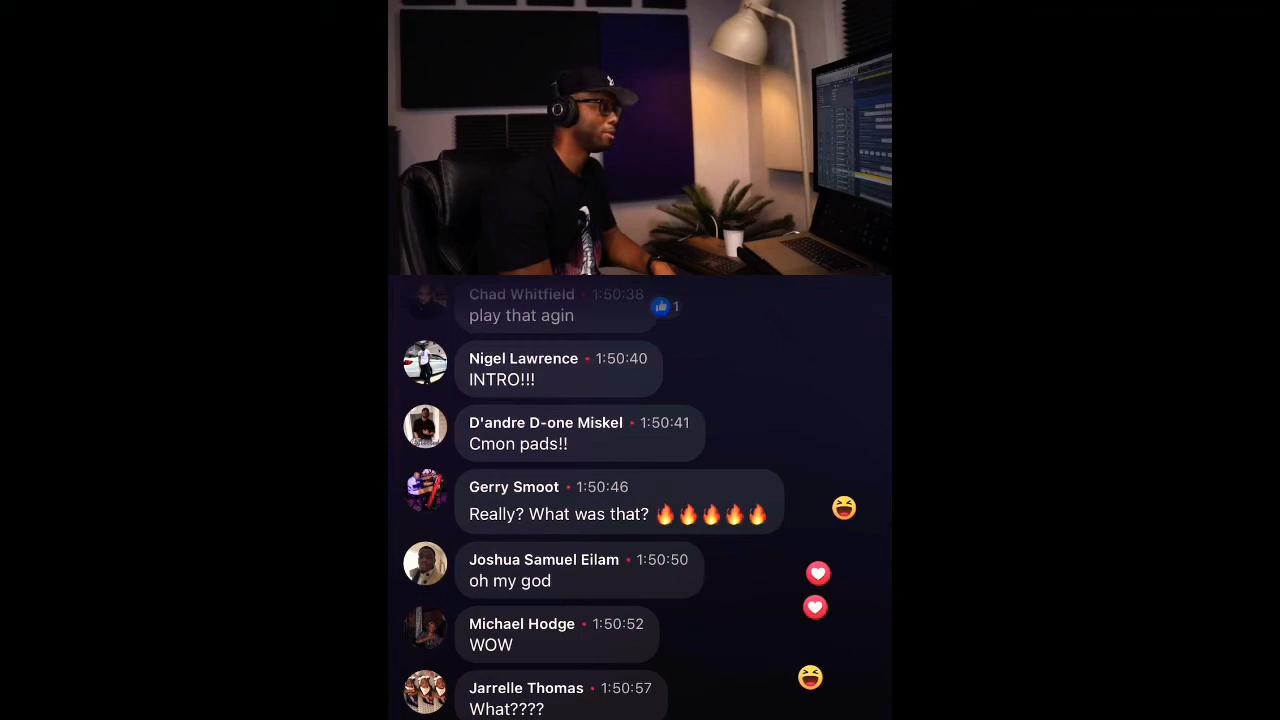 Chad Whitfield • 1:50:38
play that agin
1
Nigel Lawrence • 1:50:40
INTRO!!!
D'andre D-one Miskel • 1:50:41
Cmon pads!!
Gerry Smoot • 1:50:46
Really? What was that? 🔥🔥🔥🔥🔥
Joshua Samuel Eilam • 1:50:50
oh my god
Michael Hodge • 1:50:52
WOW
Jarrelle Thomas • 1:50:57
What????